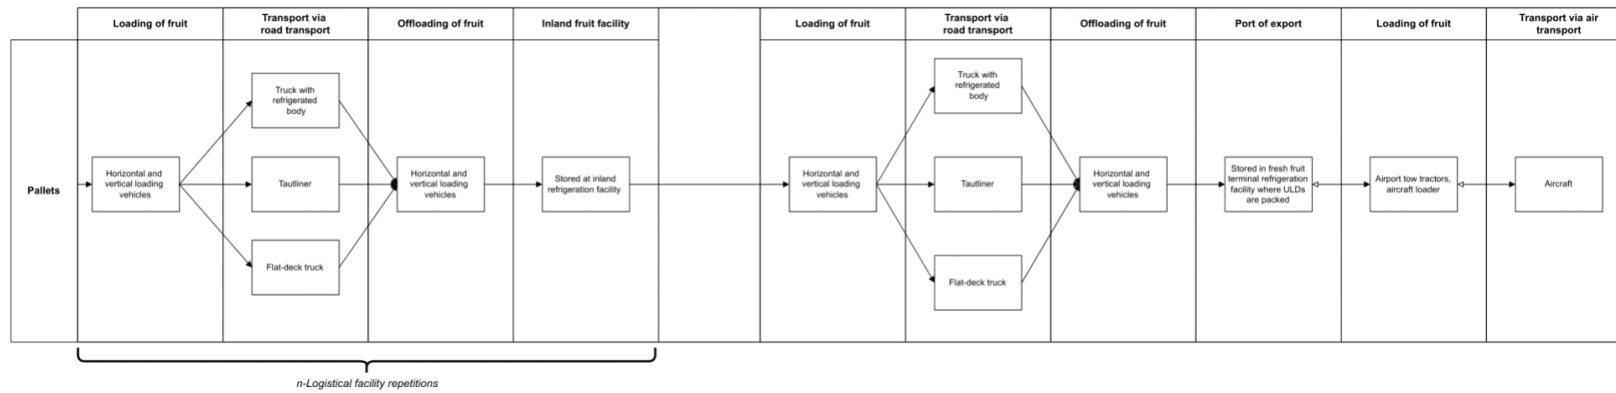 Loading of fruit
Transport via
road transport
Offloading of fruit
Inland fruit facility
Loading of fruit
Transport via
road transport
Offloading of fruit
Port of export
Loading of fruit
Transport via air
transport
Pallets
Horizontal and
vertical loading
vehicles
Truck with
refrigerated
body
Tautliner
Flat-deck truck
Horizontal and
vertical loading
vehicles
Stored at inland
refrigeration facility
Horizontal and
vertical loading
vehicles
Truck with
refrigerated
body
Tautliner
Flat-deck truck
Horizontal and
vertical loading
vehicles
Stored in fresh fruit
terminal refrigeration
facility where ULDs
are packed
Airport tow tractors,
aircraft loader
Aircraft
n-Logistical facility repetitions